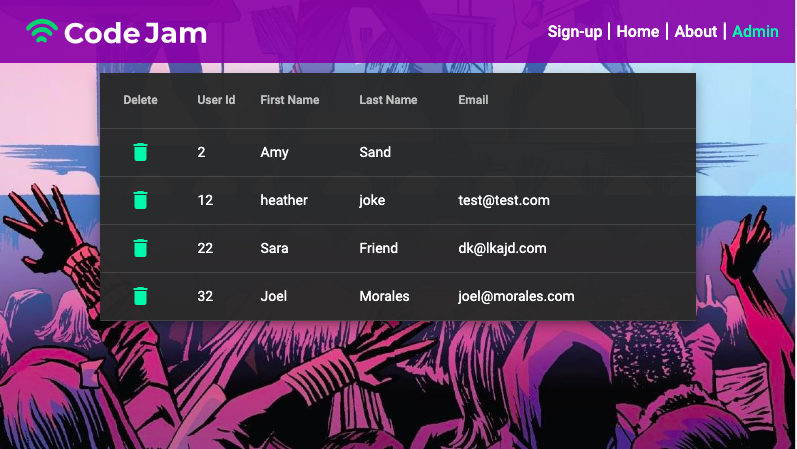 Code Jam
Sign-up | Home | About | Admin
Delete User Id First Name Last Name Email
2 Amy Sand
12 heather joke test@test.com
22 Sara Friend dk@lkajd.com
32 Joel Morales joel@morales.com